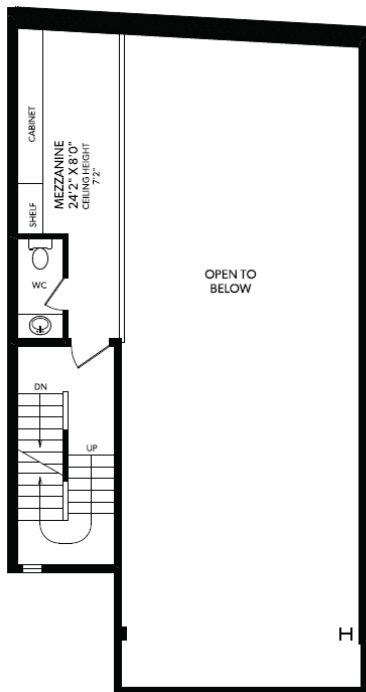 CABINET
SHELF
MEZZANINE
24'2" X 8'0"
CEILING HEIGHT
7'2"
WC
OPEN TO
BELOW
DN
UP
H